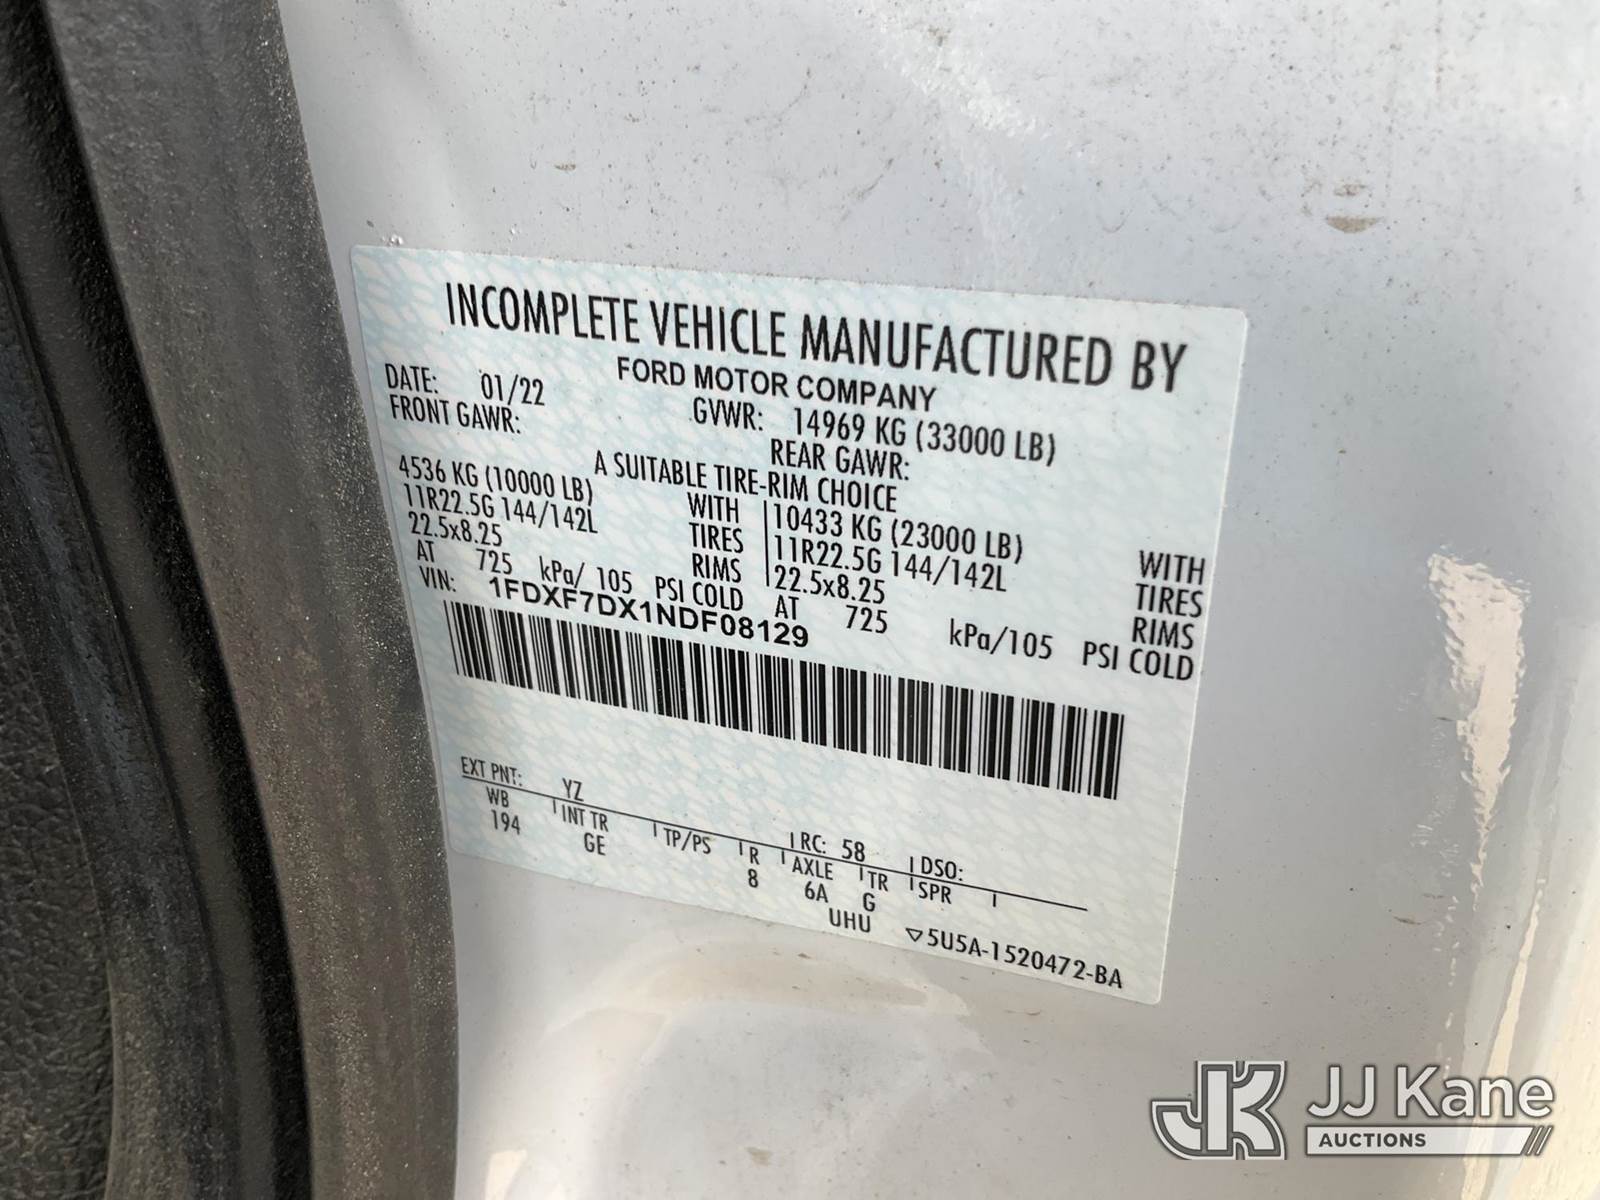 INCOMPLETE VEHICLE MANUFACTURED BY
FORD MOTOR COMPANY
DATE: 01/22 GVWR: 14969 KG (33000 LB)
FRONT GAWR: REAR GAWR:
A SUITABLE TIRE-RIM CHOICE
4536 KG (10000 LB) WITH 10433 KG (23000 LB) WITH
11R22.5G 144/142L TIRES 11R22.5G 144/142L TIRES
22.5x8.25 RIMS 22.5x8.25 RIMS
AT 725 kPa/ 105 PSI COLD AT 725 kPa/105 PSI COLD
VIN: 1FDXF7DX1NDF08129
EXT PNT: YZ RC: 58 DSO:
WB INT TR TP/PS R AXLE TR SPR
194 GE 8 6A G
UHU ▽5U5A-1520472-BA
JK JJ Kane
AUCTIONS